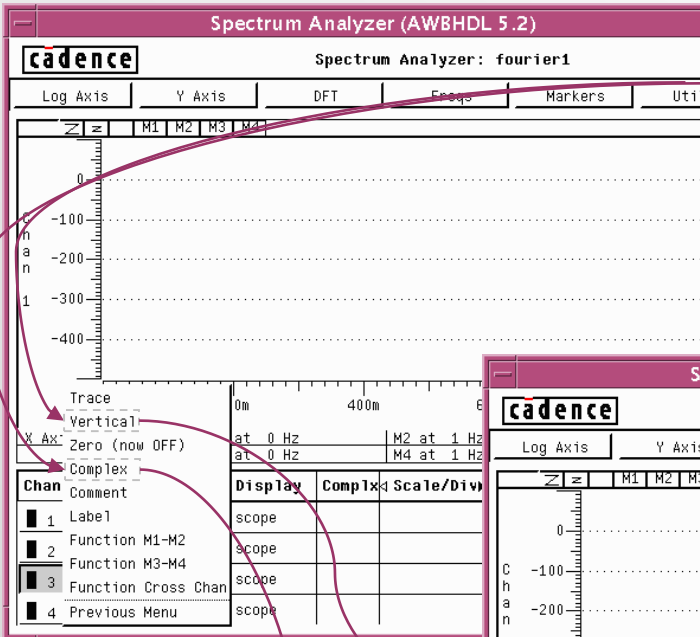 Spectrum Analyzer (AWBHDL 5.2)
cādence
Spectrum Analyzer: fourier1
Log Axis Y Axis DFT Freqs Markers Uti
Z z M1 M2 M3 M4
0
-100
-200
-300
-400
Chan 1
0m 400m 6
Trace
Vertical
Zero (now OFF)
Complex
Comment
Label
Function M1-M2
Function M3-M4
Function Cross Chan
Previous Menu
X Ax
at 0 Hz M2 at 1 Hz
at 0 Hz M4 at 1 Hz
Chan Display Complx Scale/Div
1 scope
2 scope
3 scope
4 scope
S
cādence
Log Axis Y Axi
Z z M1 M2 M
0
-100
-200
Cha